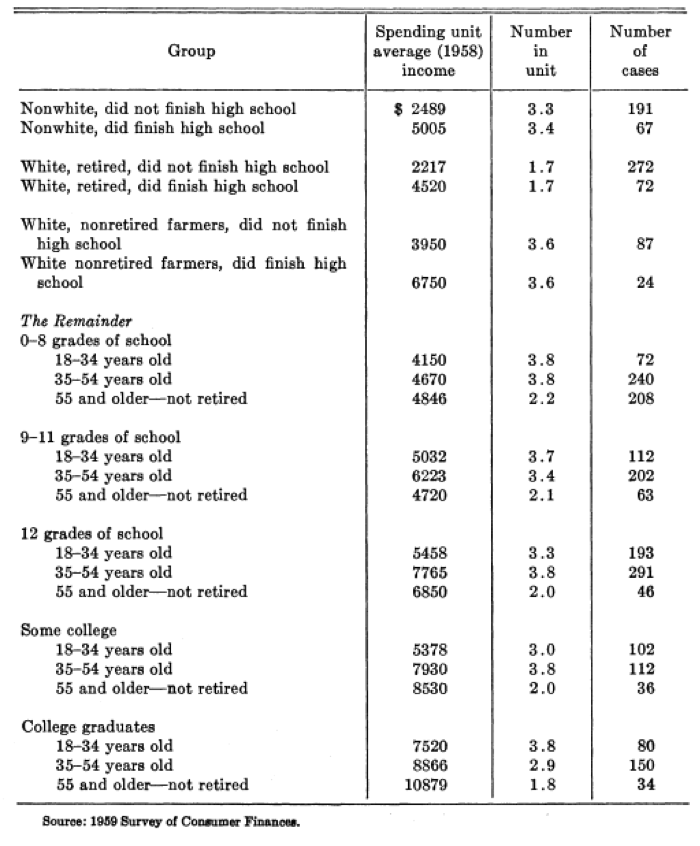 Group Spending unit average (1958) income Number in unit Number of cases
Nonwhite, did not finish high school $ 2489 3.3 191
Nonwhite, did finish high school 5005 3.4 67
White, retired, did not finish high school 2217 1.7 272
White, retired, did finish high school 4520 1.7 72
White, nonretired farmers, did not finish
high school 3950 3.6 87
White nonretired farmers, did finish high
school 6750 3.6 24
The Remainder
0–8 grades of school
18–34 years old 4150 3.8 72
35–54 years old 4670 3.8 240
55 and older—not retired 4846 2.2 208
9–11 grades of school
18–34 years old 5032 3.7 112
35–54 years old 6223 3.4 202
55 and older—not retired 4720 2.1 63
12 grades of school
18–34 years old 5458 3.3 193
35–54 years old 7765 3.8 291
55 and older—not retired 6850 2.0 46
Some college
18–34 years old 5378 3.0 102
35–54 years old 7930 3.8 112
55 and older—not retired 8530 2.0 36
College graduates
18–34 years old 7520 3.8 80
35–54 years old 8866 2.9 150
55 and older—not retired 10879 1.8 34
Source: 1959 Survey of Consumer Finances.